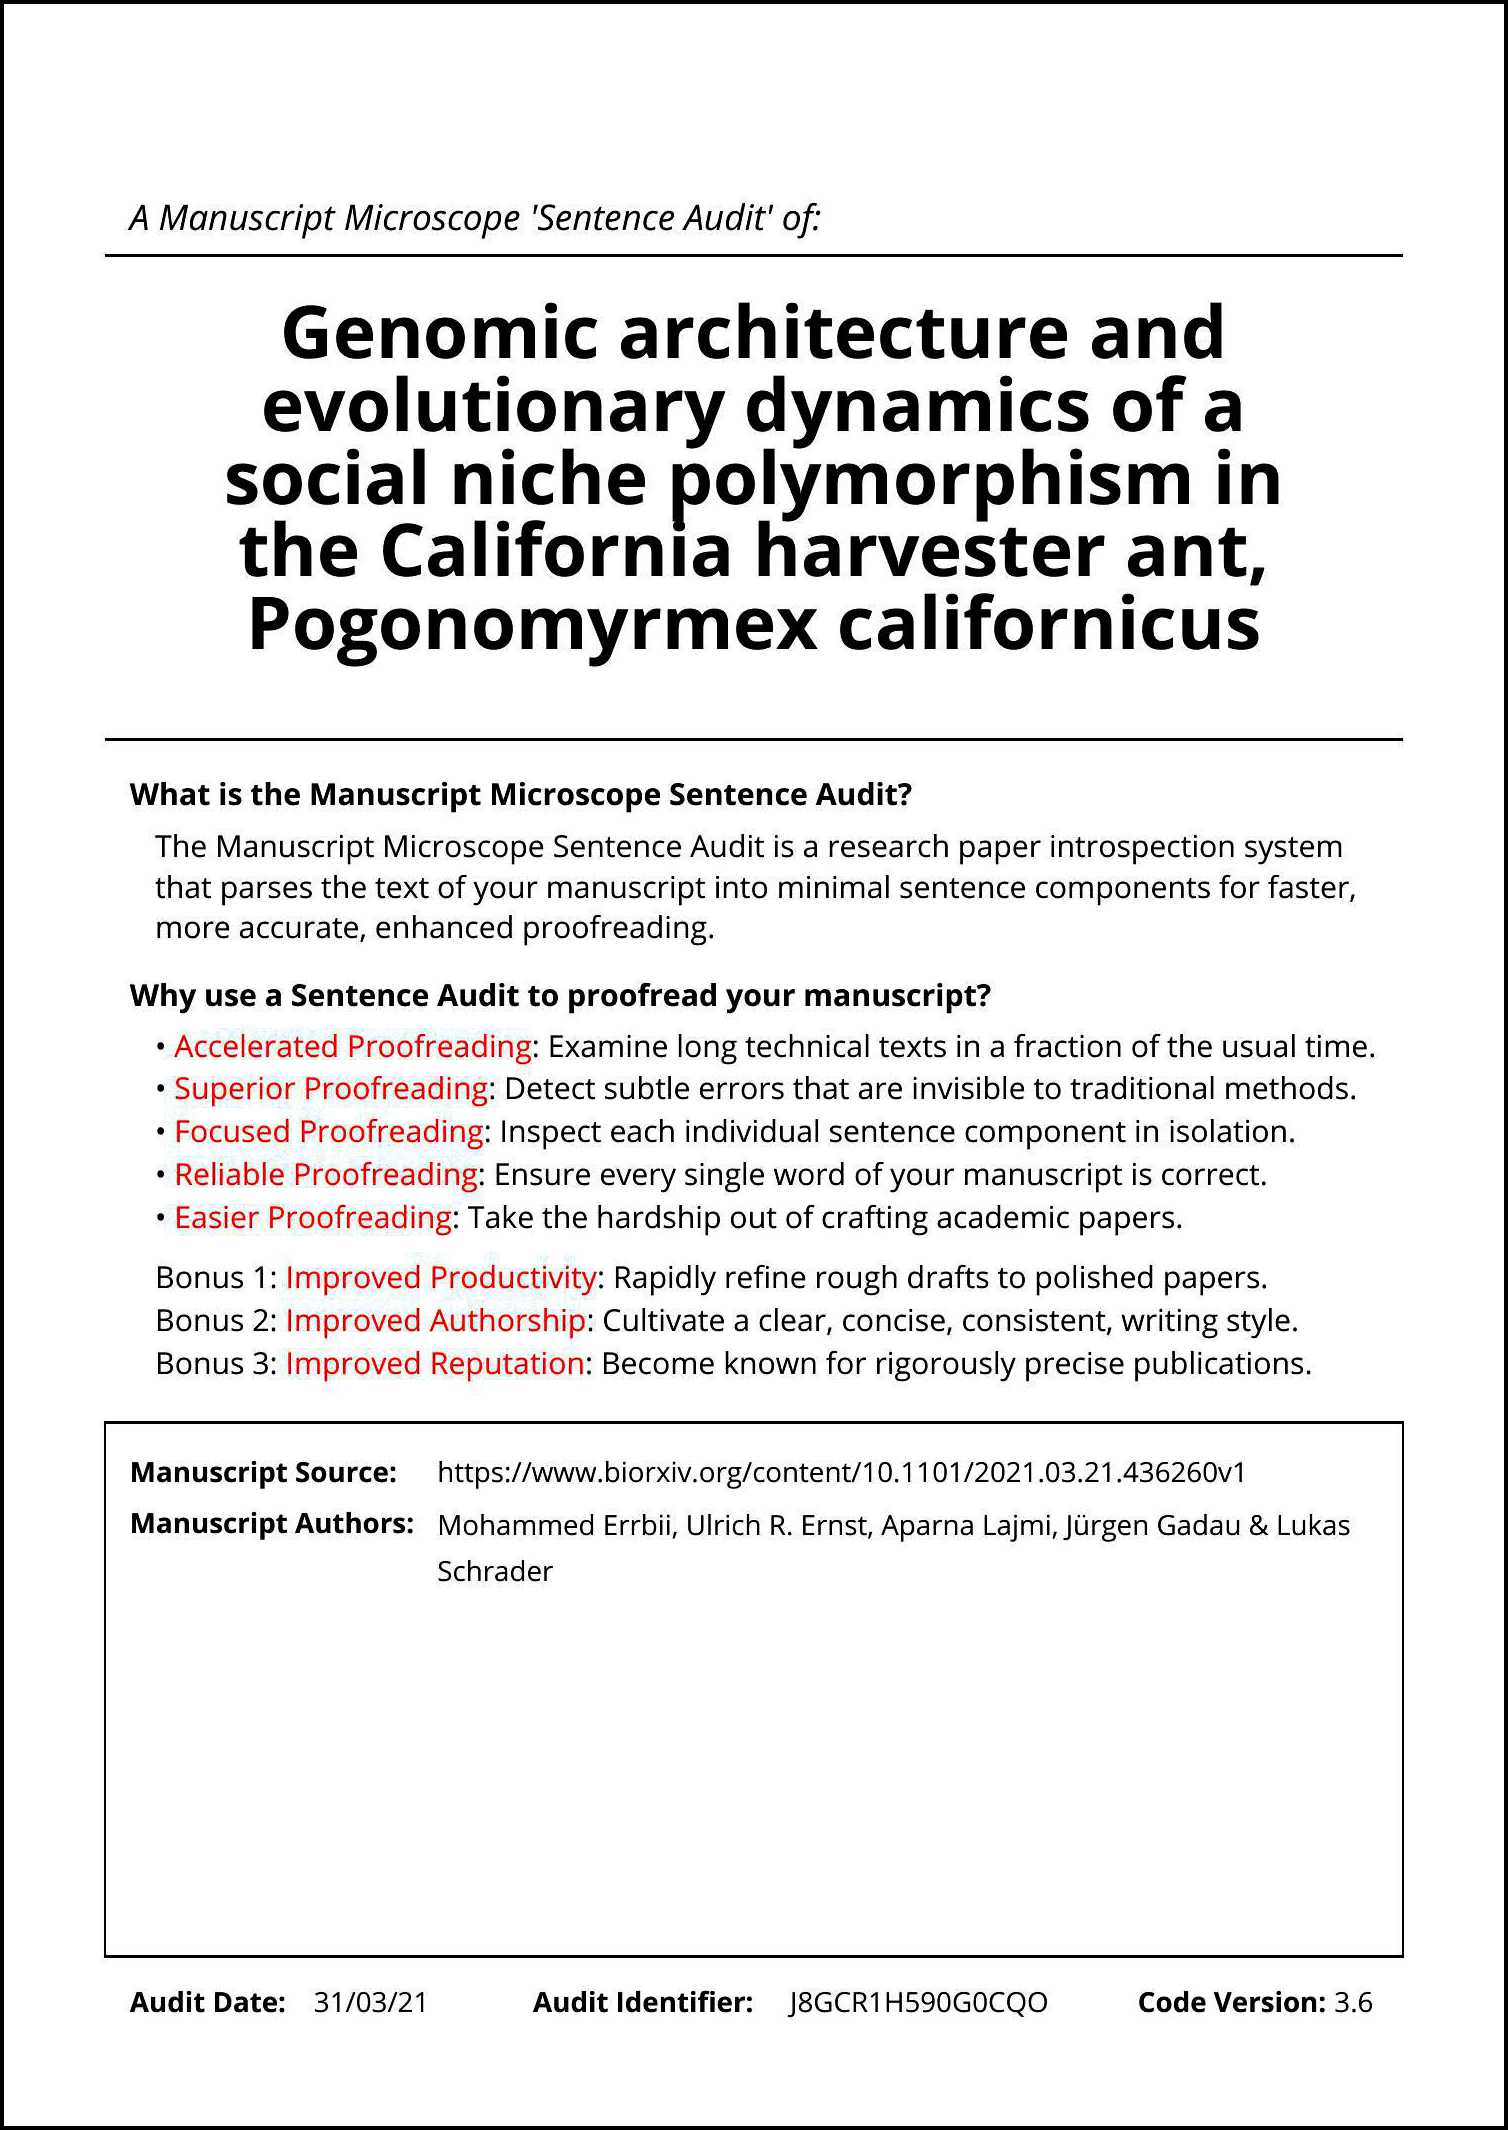 A Manuscript Microscope 'Sentence Audit' of:
Genomic architecture and
evolutionary dynamics of a
social niche polymorphism in
the California harvester ant,
Pogonomyrmex californicus
What is the Manuscript Microscope Sentence Audit?
The Manuscript Microscope Sentence Audit is a research paper introspection system
that parses the text of your manuscript into minimal sentence components for faster,
more accurate, enhanced proofreading.
Why use a Sentence Audit to proofread your manuscript?
• Accelerated Proofreading: Examine long technical texts in a fraction of the usual time.
• Superior Proofreading: Detect subtle errors that are invisible to traditional methods.
• Focused Proofreading: Inspect each individual sentence component in isolation.
• Reliable Proofreading: Ensure every single word of your manuscript is correct.
• Easier Proofreading: Take the hardship out of crafting academic papers.
Bonus 1: Improved Productivity: Rapidly refine rough drafts to polished papers.
Bonus 2: Improved Authorship: Cultivate a clear, concise, consistent, writing style.
Bonus 3: Improved Reputation: Become known for rigorously precise publications.
Manuscript Source: https://www.biorxiv.org/content/10.1101/2021.03.21.436260v1
Manuscript Authors: Mohammed Errbii, Ulrich R. Ernst, Aparna Lajmi, Jürgen Gadau & Lukas
Schrader
Audit Date: 31/03/21 Audit Identifier: J8GCR1H590G0CQO Code Version: 3.6